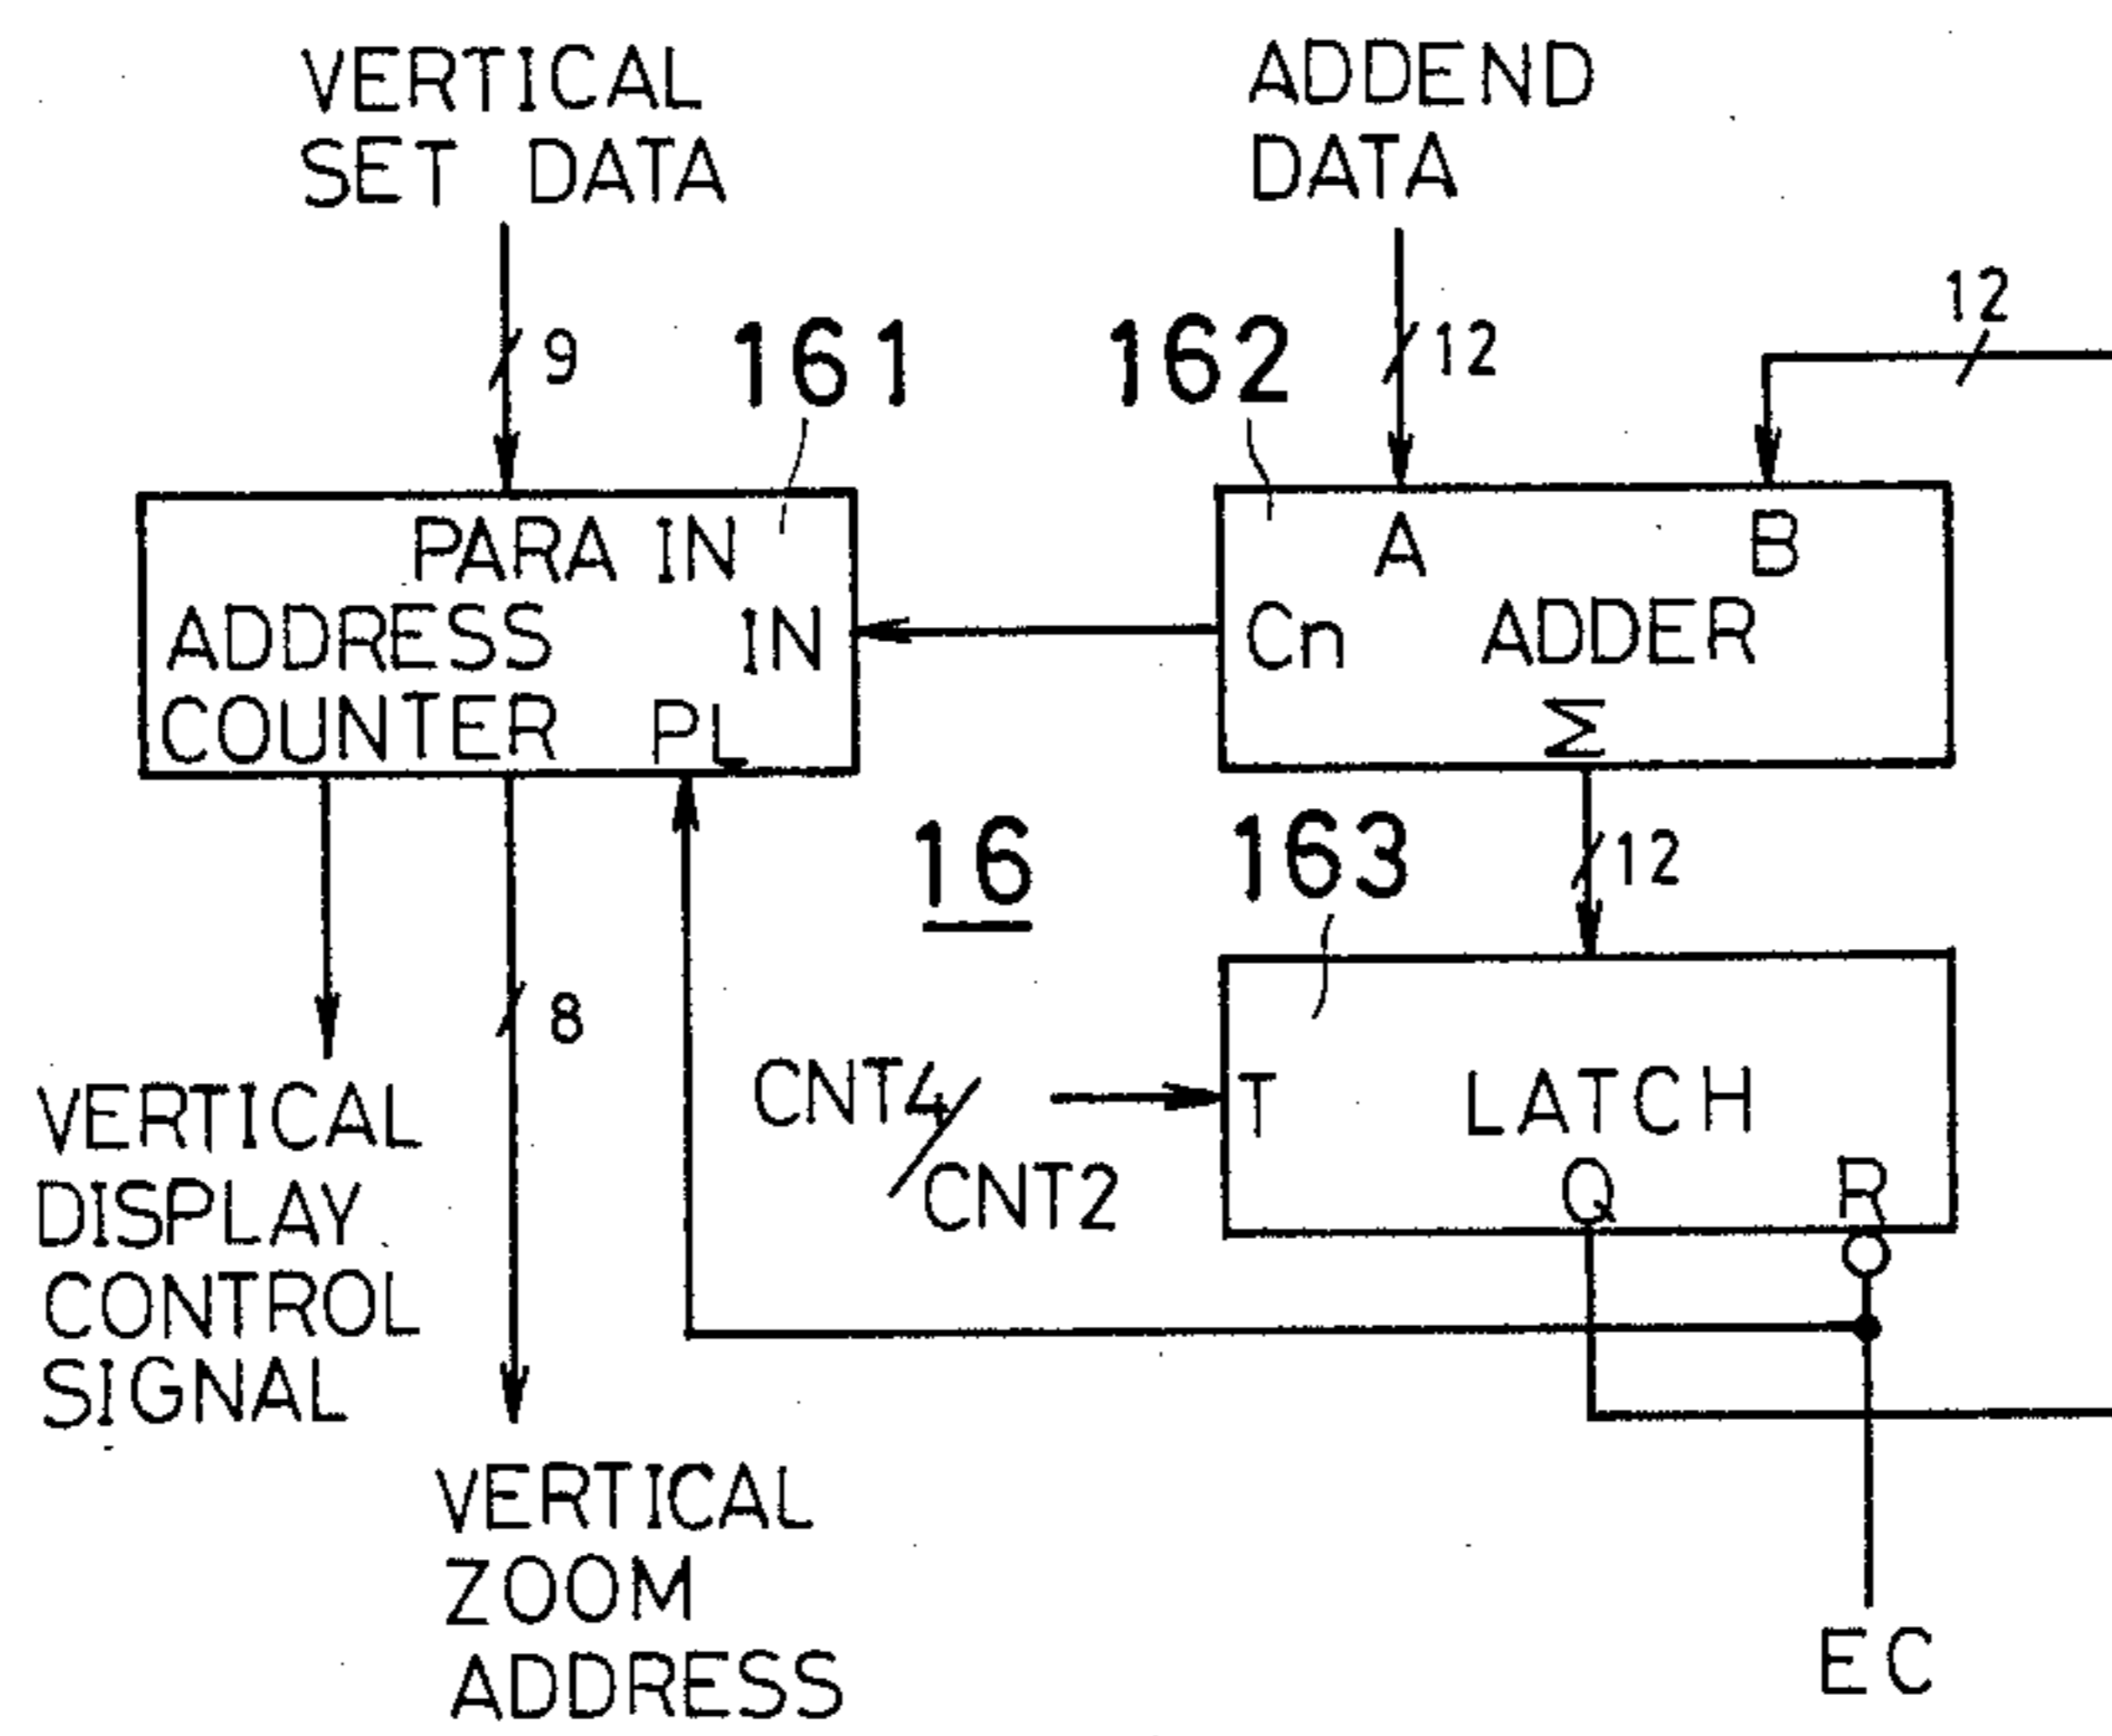 VERTICAL
SET DATA
ADDEND
DATA
9
161
162
12
12
PARA IN
ADDRESS
IN
COUNTER
PL
A
B
Cn
ADDER
Σ
16
163
12
8
CNT4/
CNT2
T
LATCH
Q
R
VERTICAL
DISPLAY
CONTROL
SIGNAL
VERTICAL
ZOOM
ADDRESS
EC